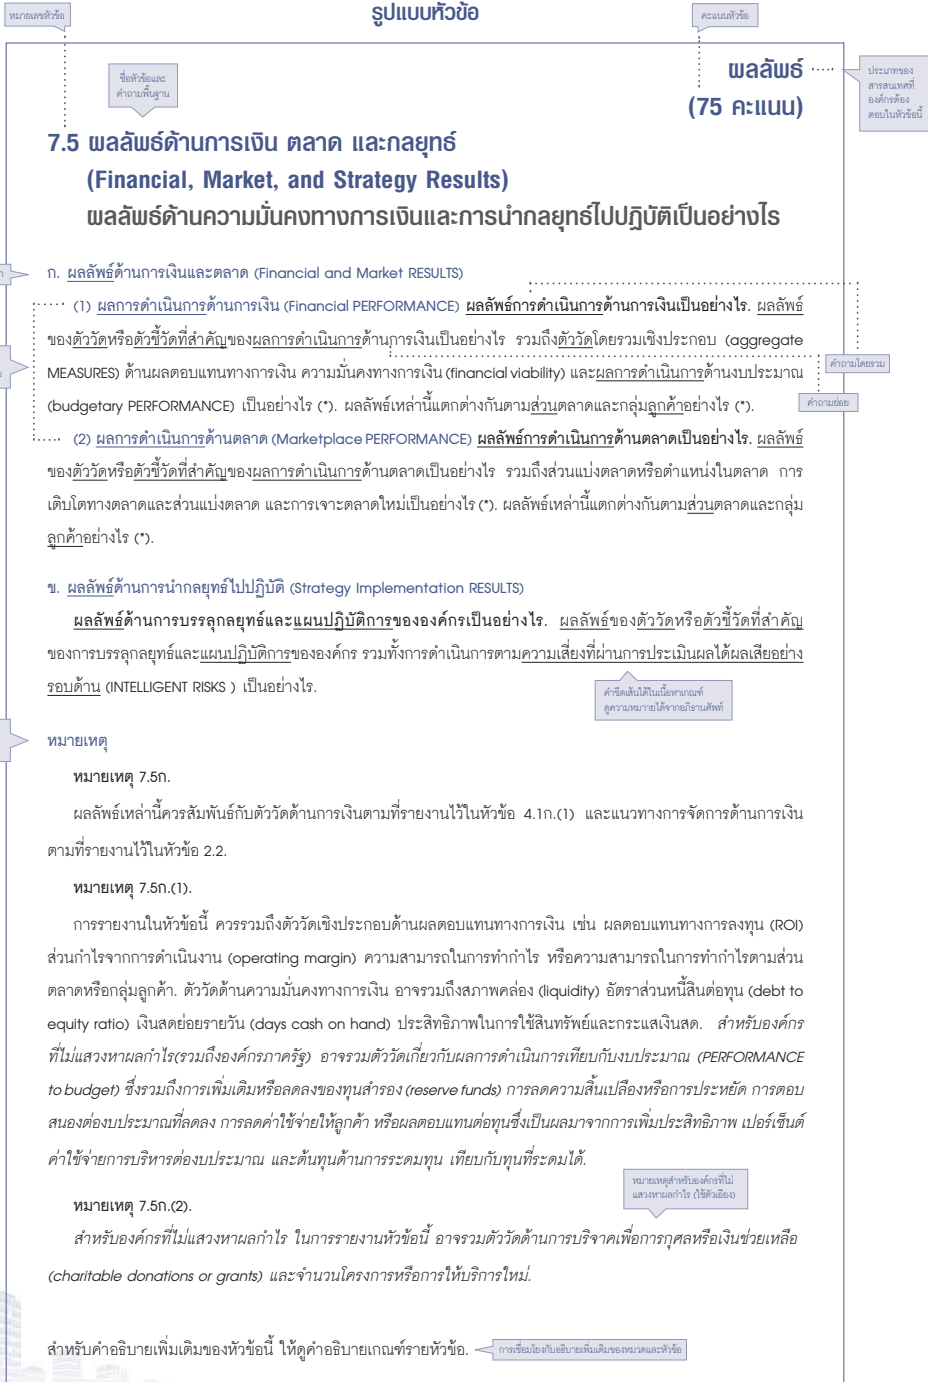 รูปแบบหัวข้อ
หมายเลขหัวข้อ
คะแนนหัวข้อ
ชื่อหัวข้อและ
คำถามพื้นฐาน
ผลลัพธ์
(75 คะแนน)
ประเภทของ
สารสนเทศที่
องค์กรต้อง
ตอบในหัวข้อนี้
7.5 ผลลัพธ์ด้านการเงิน ตลาด และกลยุทธ์
(Financial, Market, and Strategy Results)
ผลลัพธ์ด้านความมั่นคงทางการเงินและการนำกลยุทธ์ไปปฏิบัติเป็นอย่างไร
ก. ผลลัพธ์ด้านการเงินและตลาด (Financial and Market RESULTS)
(1) ผลการดำเนินการด้านการเงิน (Financial PERFORMANCE) ผลลัพธ์การดำเนินการด้านการเงินเป็นอย่างไร. ผลลัพธ์
ของตัววัดหรือตัวชี้วัดที่สำคัญของผลการดำเนินการด้านการเงินเป็นอย่างไร รวมถึงตัววัดโดยรวมเชิงประกอบ (aggregate
MEASURES) ด้านผลตอบแทนทางการเงิน ความมั่นคงทางการเงิน (financial viability) และผลการดำเนินการด้านงบประมาณ
(budgetary PERFORMANCE) เป็นอย่างไร (*). ผลลัพธ์เหล่านี้แตกต่างกันตามส่วนตลาดและกลุ่มลูกค้าอย่างไร (*).
คำถามโดยรวม
คำถามย่อย
(2) ผลการดำเนินการด้านตลาด (Marketplace PERFORMANCE) ผลลัพธ์การดำเนินการด้านตลาดเป็นอย่างไร. ผลลัพธ์
ของตัววัดหรือตัวชี้วัดที่สำคัญของผลการดำเนินการด้านตลาดเป็นอย่างไร รวมถึงส่วนแบ่งตลาดหรือตำแหน่งในตลาด การ
เติบโตทางตลาดและส่วนแบ่งตลาด และการเจาะตลาดใหม่เป็นอย่างไร (*). ผลลัพธ์เหล่านี้แตกต่างกันตามส่วนตลาดและกลุ่ม
ลูกค้าอย่างไร (*).
ข. ผลลัพธ์ด้านการนำกลยุทธ์ไปปฏิบัติ (Strategy Implementation RESULTS)
ผลลัพธ์ด้านการบรรลุกลยุทธ์และแผนปฏิบัติการขององค์กรเป็นอย่างไร. ผลลัพธ์ของตัววัดหรือตัวชี้วัดที่สำคัญ
ของการบรรลุกลยุทธ์และแผนปฏิบัติการขององค์กร รวมทั้งการดำเนินการตามความเสี่ยงที่ผ่านการประเมินผลได้ผลเสียอย่าง
รอบด้าน (INTELLIGENT RISKS ) เป็นอย่างไร.
คำขีดเส้นใต้ในเนื้อหาเกณฑ์
ดูความหมายได้จากอภิธานศัพท์
หมายเหตุ
หมายเหตุ 7.5ก.
ผลลัพธ์เหล่านี้ควรสัมพันธ์กับตัววัดด้านการเงินตามที่รายงานไว้ในหัวข้อ 4.1ก.(1) และแนวทางการจัดการด้านการเงิน
ตามที่รายงานไว้ในหัวข้อ 2.2.
หมายเหตุ 7.5ก.(1).
การรายงานในหัวข้อนี้ ควรรวมถึงตัววัดเชิงประกอบด้านผลตอบแทนทางการเงิน เช่น ผลตอบแทนทางการลงทุน (ROI)
ส่วนกำไรจากการดำเนินงาน (operating margin) ความสามารถในการทำกำไร หรือความสามารถในการทำกำไรตามส่วน
ตลาดหรือกลุ่มลูกค้า. ตัววัดด้านความมั่นคงทางการเงิน อาจรวมถึงสภาพคล่อง (liquidity) อัตราส่วนหนี้สินต่อทุน (debt to
equity ratio) เงินสดย่อยรายวัน (days cash on hand) ประสิทธิภาพในการใช้สินทรัพย์และกระแสเงินสด. สำหรับองค์กร
ที่ไม่แสวงหาผลกำไร(รวมถึงองค์กรภาครัฐ) อาจรวมตัววัดเกี่ยวกับผลการดำเนินการเทียบกับงบประมาณ (PERFORMANCE
to budget) ซึ่งรวมถึงการเพิ่มเติมหรือลดลงของทุนสำรอง (reserve funds) การลดความสิ้นเปลืองหรือการประหยัด การตอบ
สนองต่องบประมาณที่ลดลง การลดค่าใช้จ่ายให้ลูกค้า หรือผลตอบแทนต่อทุนซึ่งเป็นผลมาจากการเพิ่มประสิทธิภาพ เปอร์เซ็นต์
ค่าใช้จ่ายการบริหารต่องบประมาณ และต้นทุนด้านการระดมทุน เทียบกับทุนที่ระดมได้.
หมายเหตุสำหรับองค์กรที่ไม่
แสวงหาผลกำไร (ใช้ตัวเอียง)
หมายเหตุ 7.5ก.(2).
สำหรับองค์กรที่ไม่แสวงหาผลกำไร ในการรายงานหัวข้อนี้ อาจรวมตัววัดด้านการบริจาคเพื่อการกุศลหรือเงินช่วยเหลือ
(charitable donations or grants) และจำนวนโครงการหรือการให้บริการใหม่.
สำหรับคำอธิบายเพิ่มเติมของหัวข้อนี้ ให้ดูคำอธิบายเกณฑ์รายหัวข้อ.
การเชื่อมโยงกับอธิบายเพิ่มเติมของหมวดและหัวข้อ